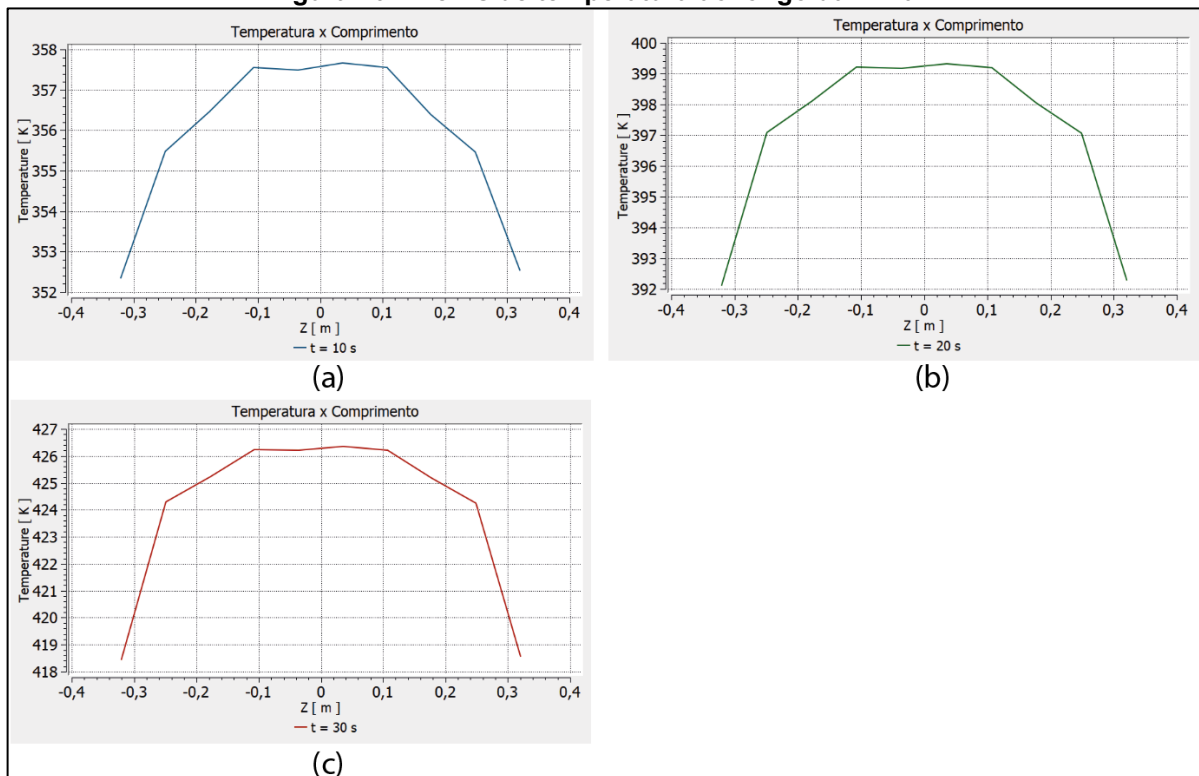 Temperatura x Comprimento
Temperature [ K ]
358
357
356
355
354
353
352
-0,4 -0,3 -0,2 -0,1 0 0,1 0,2 0,3 0,4
Z [ m ]
t = 10 s
(a)
Temperatura x Comprimento
Temperature [ K ]
400
399
398
397
396
395
394
393
392
-0,4 -0,3 -0,2 -0,1 0 0,1 0,2 0,3 0,4
Z [ m ]
t = 20 s
(b)
Temperatura x Comprimento
Temperature [ K ]
427
426
425
424
423
422
421
420
419
418
-0,4 -0,3 -0,2 -0,1 0 0,1 0,2 0,3 0,4
Z [ m ]
t = 30 s
(c)